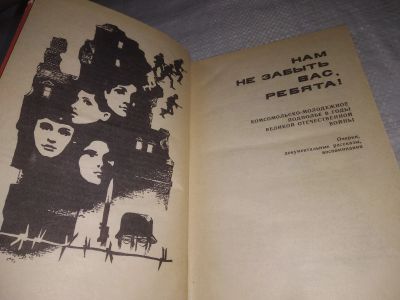 НАМ
НЕ ЗАБЫТЬ
ВАС,
РЕБЯТА!
КОМСОМОЛЬСКО-МОЛОДЕЖНОЕ
ПОДПОЛЬЕ В ГОДЫ
ВЕЛИКОЙ ОТЕЧЕСТВЕННОЙ
ВОЙНЫ
Очерки,
документальные рассказы,
воспоминания